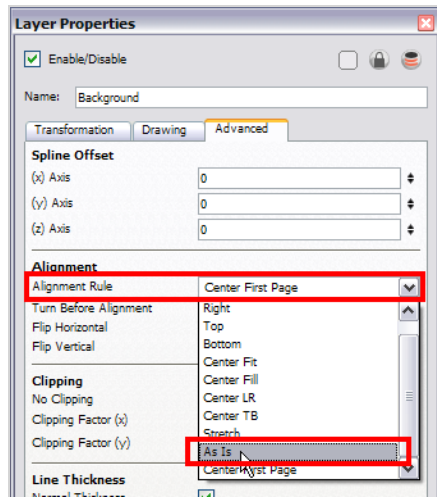 Layer Properties
Enable/Disable
Name: Background
Transformation Drawing Advanced
Spline Offset
(x) Axis 0
(y) Axis 0
(z) Axis 0
Alignment
Alignment Rule Center First Page
Turn Before Alignment Right
Flip Horizontal Top
Flip Vertical Bottom
Center Fit
Clipping Center Fill
No Clipping Center LR
Clipping Factor (x) Center TB
Stretch
Clipping Factor (y) As Is
Center First Page
Line Thickness
Normal Thickness